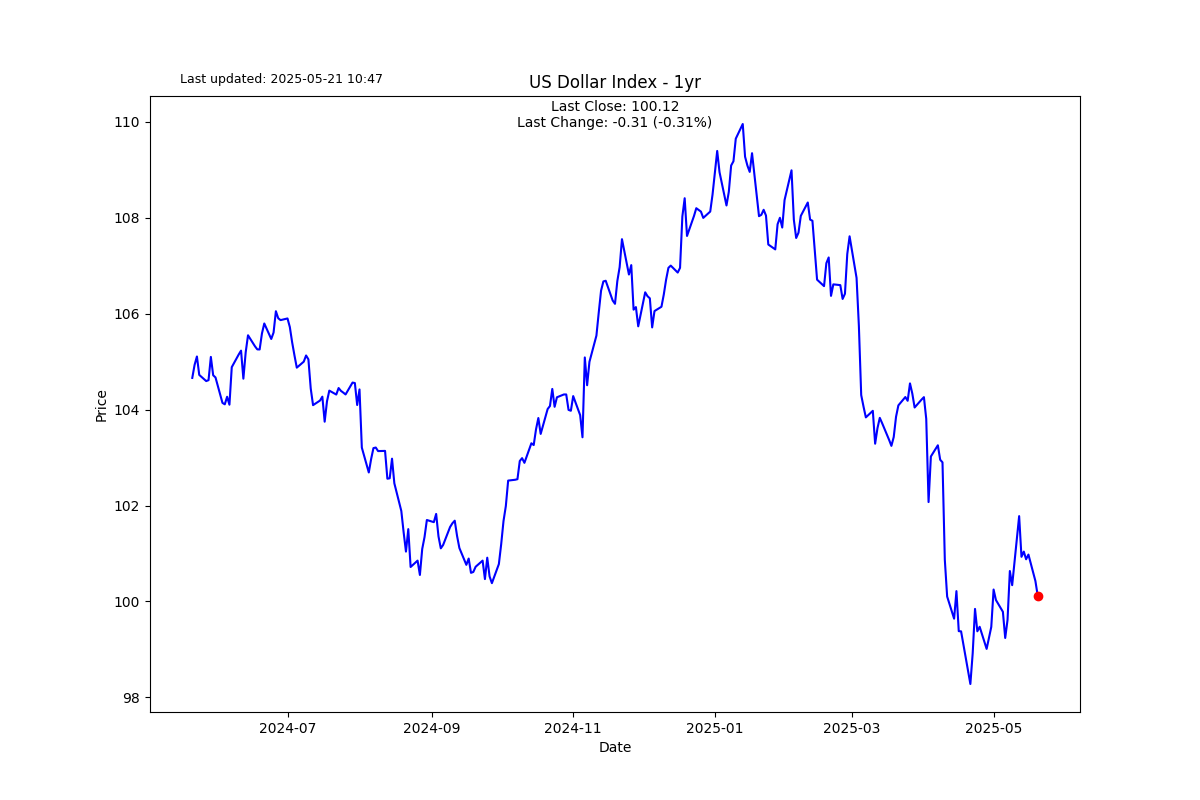 Last updated: 2025-05-21 10:47
US Dollar Index - 1yr
Last Close: 100.12
Last Change: -0.31 (-0.31%)
110
108
106
104
102
100
98
Price
2024-07
2024-09
2024-11
2025-01
2025-03
2025-05
Date